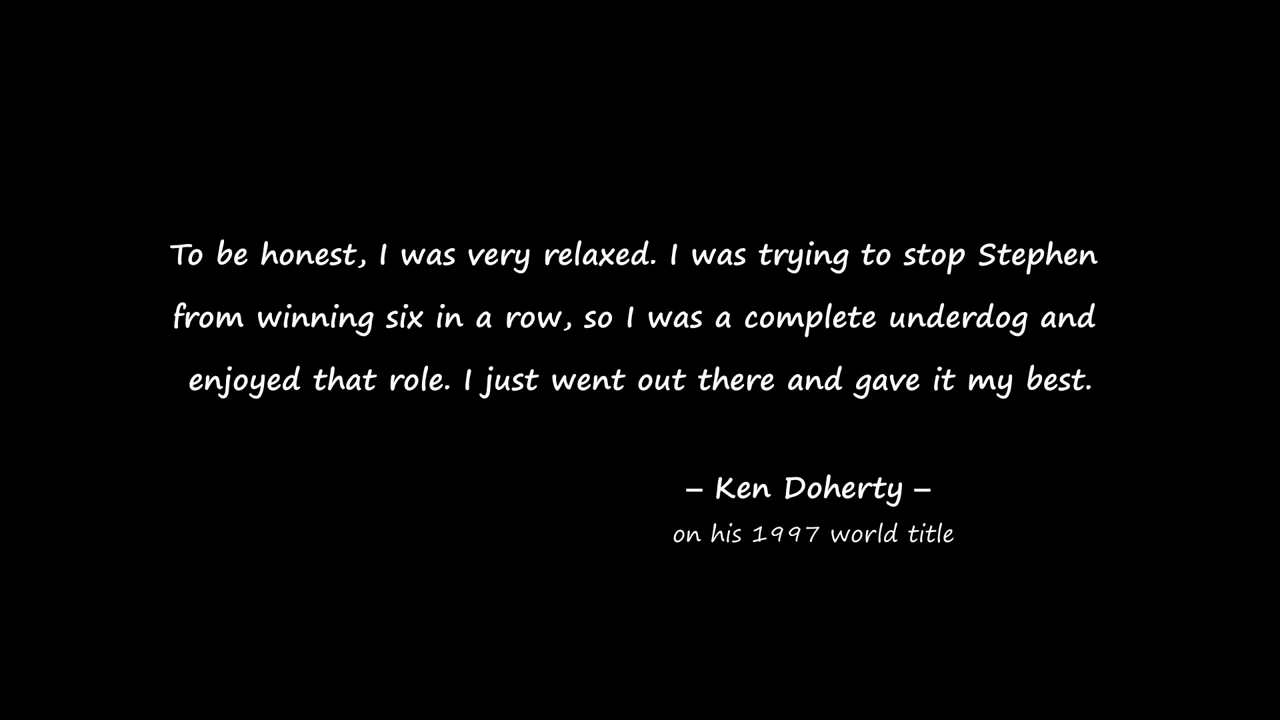 To be honest, I was very relaxed. I was trying to stop Stephen
from winning six in a row, so I was a complete underdog and
enjoyed that role. I just went out there and gave it my best.
– Ken Doherty –
on his 1997 world title